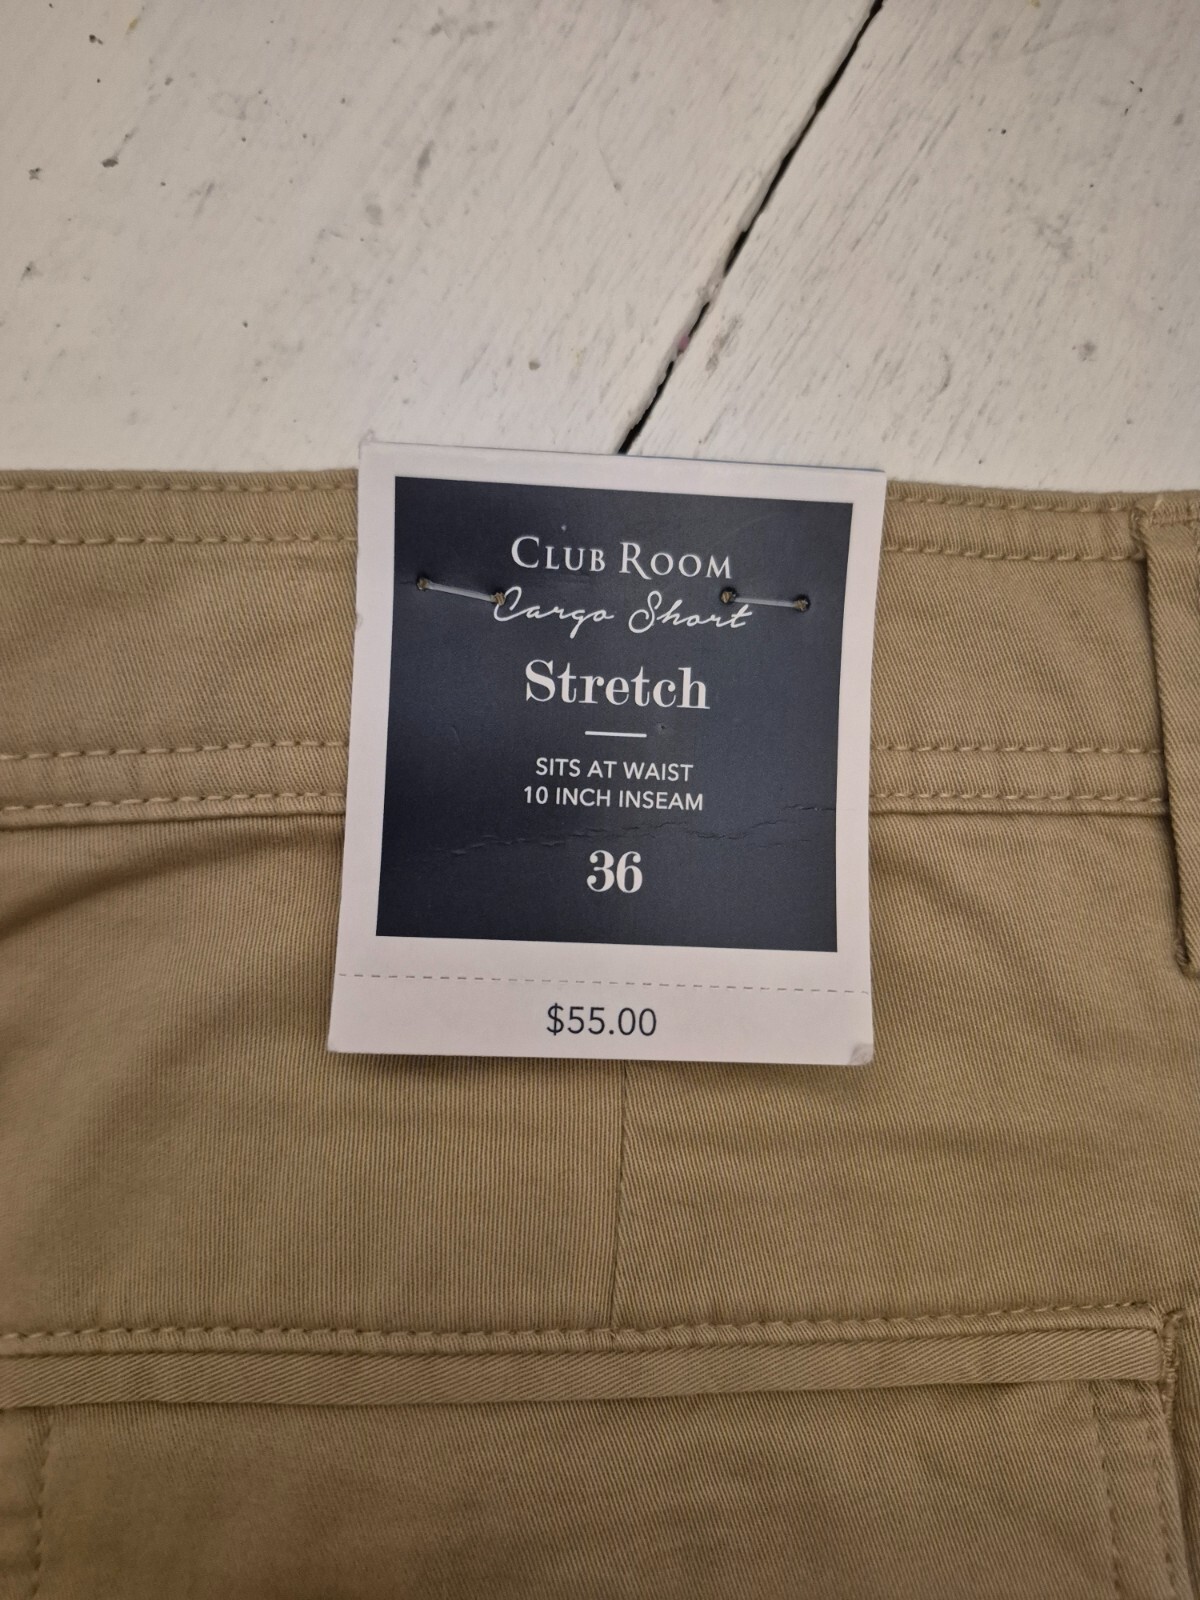 CLUB ROOM
Cargo Short
Stretch
SITS AT WAIST
10 INCH INSEAM
36
$55.00